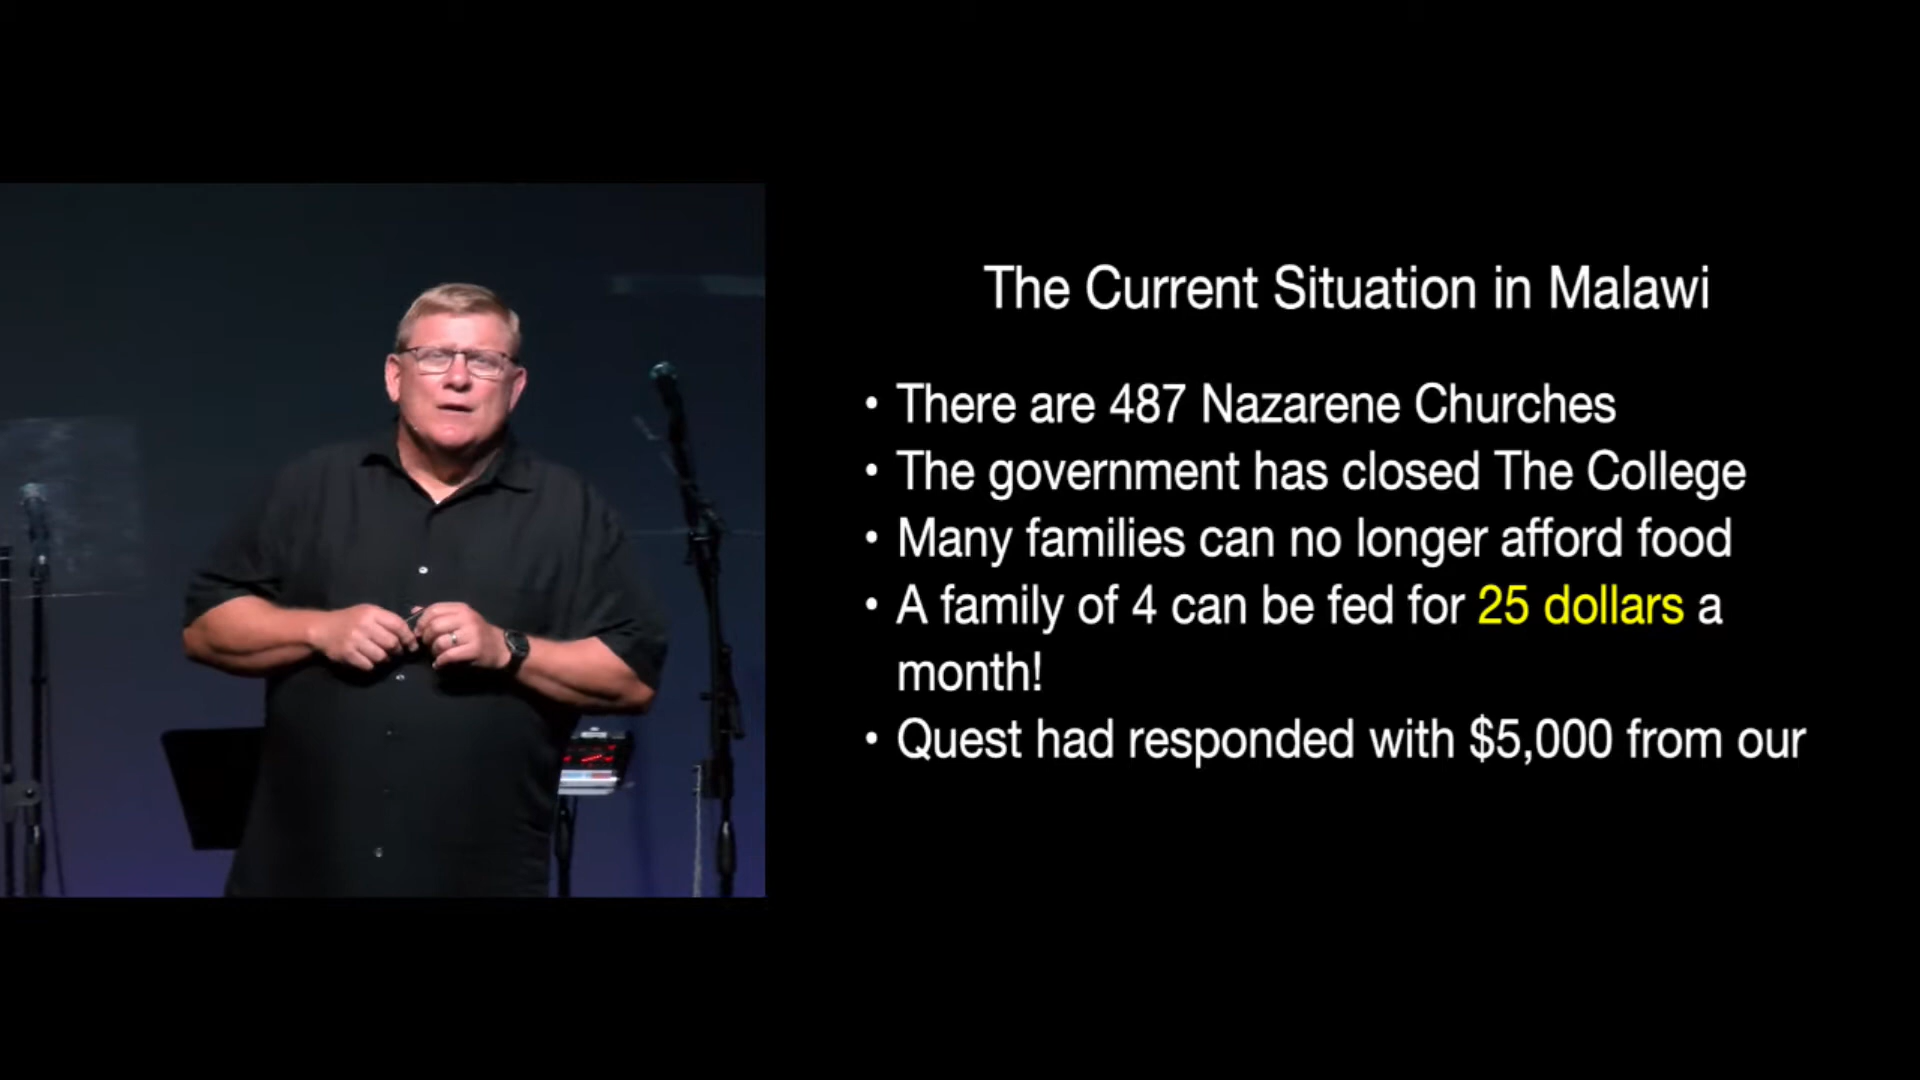 The Current Situation in Malawi
• There are 487 Nazarene Churches
• The government has closed The College
• Many families can no longer afford food
• A family of 4 can be fed for 25 dollars a
month!
• Quest had responded with $5,000 from our